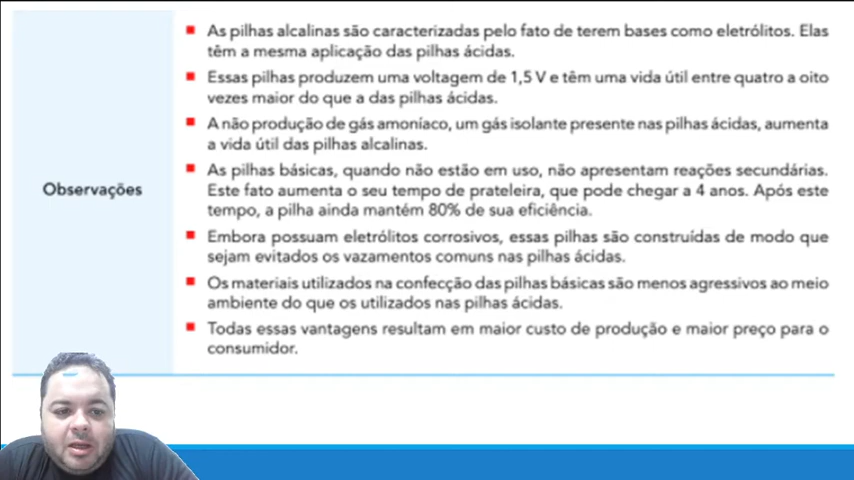 Observações
As pilhas alcalinas são caracterizadas pelo fato de terem bases como eletrólitos. Elas
têm a mesma aplicação das pilhas ácidas.
Essas pilhas produzem uma voltagem de 1,5 V e têm uma vida útil entre quatro a oito
vezes maior do que a das pilhas ácidas.
A não produção de gás amoníaco, um gás isolante presente nas pilhas ácidas, aumenta
a vida útil das pilhas alcalinas.
As pilhas básicas, quando não estão em uso, não apresentam reações secundárias.
Este fato aumenta o seu tempo de prateleira, que pode chegar a 4 anos. Após este
tempo, a pilha ainda mantém 80% de sua eficiência.
Embora possuam eletrólitos corrosivos, essas pilhas são construídas de modo que
sejam evitados os vazamentos comuns nas pilhas ácidas.
Os materiais utilizados na confecção das pilhas básicas são menos agressivos ao meio
ambiente do que os utilizados nas pilhas ácidas.
Todas essas vantagens resultam em maior custo de produção e maior preço para o
consumidor.